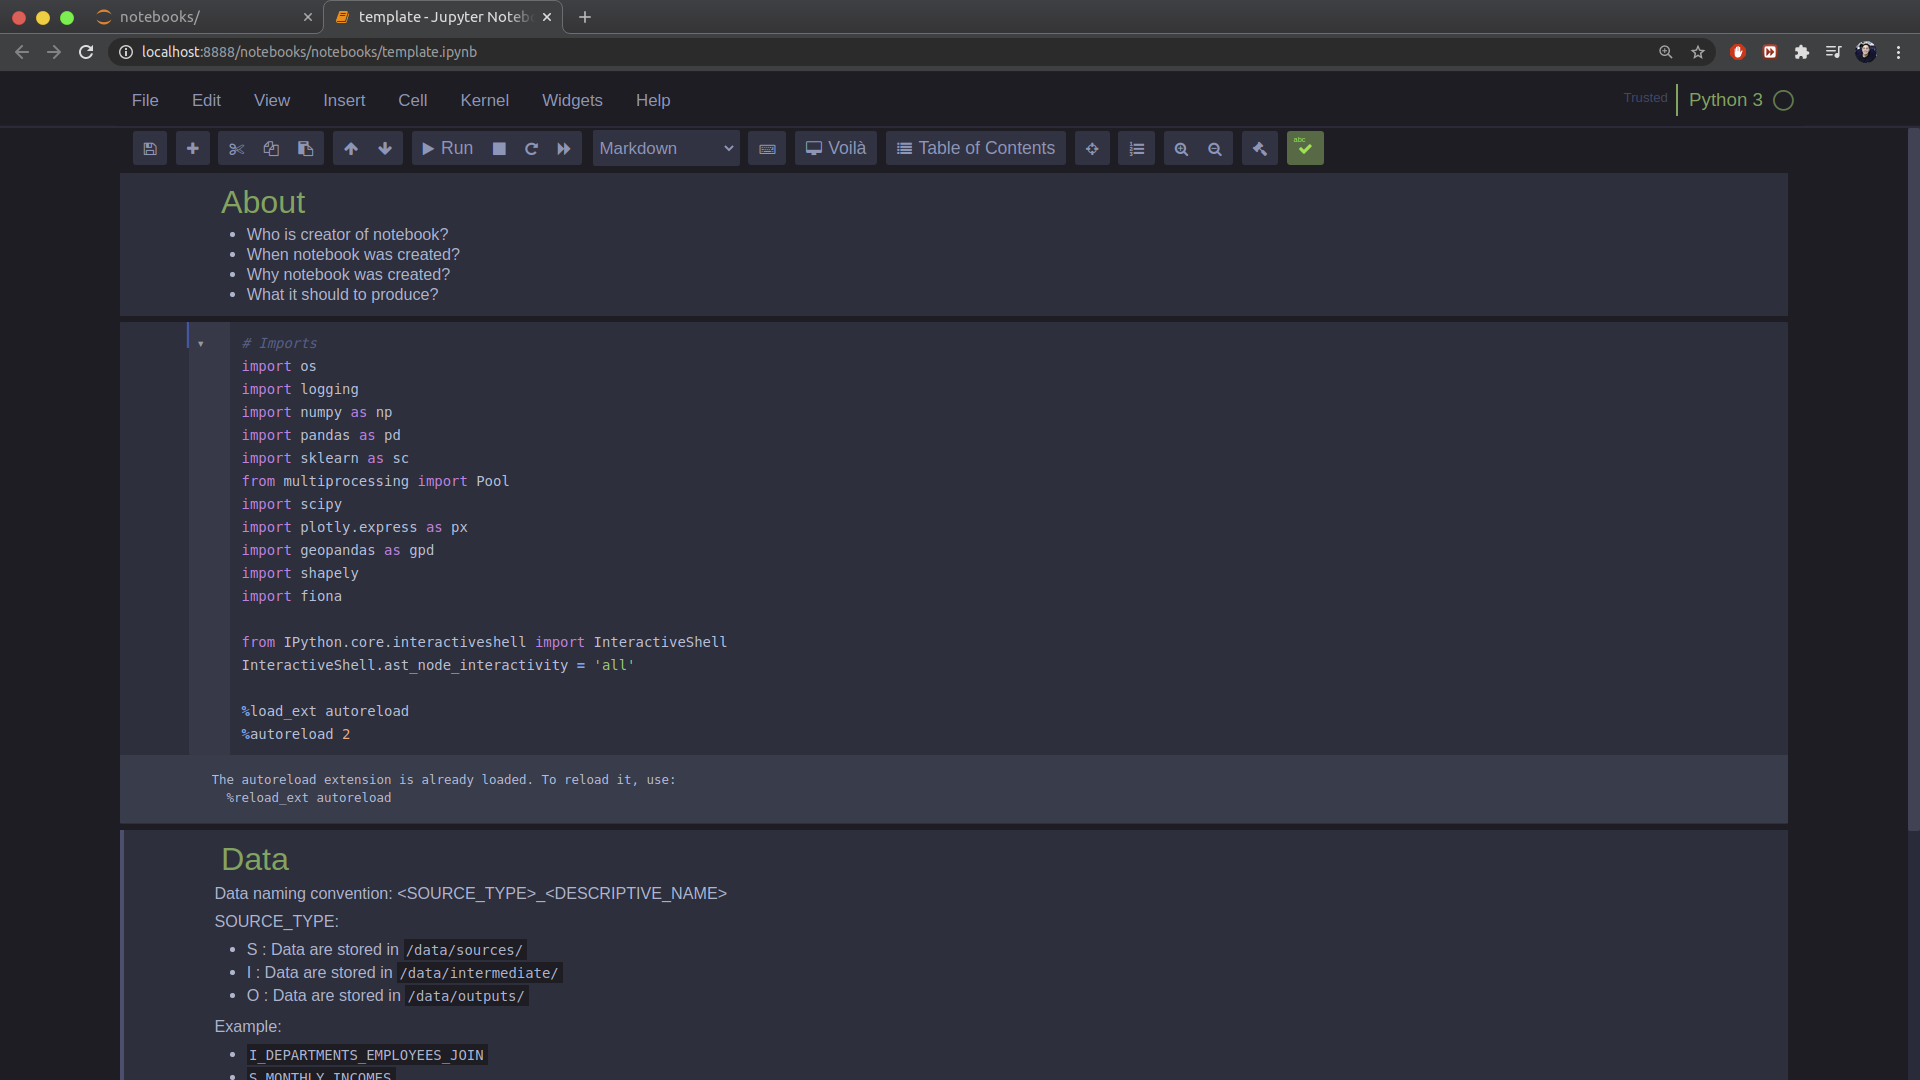 notebooks/
template - Jupyter Noteb
localhost:8888/notebooks/notebooks/template.ipynb
File Edit View Insert Cell Kernel Widgets Help
Trusted
Python 3
Run
Markdown
Voilà
Table of Contents
abc
About
• Who is creator of notebook?
• When notebook was created?
• Why notebook was created?
• What it should to produce?
# Imports
import os
import logging
import numpy as np
import pandas as pd
import sklearn as sc
from multiprocessing import Pool
import scipy
import plotly.express as px
import geopandas as gpd
import shapely
import fiona
from IPython.core.interactiveshell import InteractiveShell
InteractiveShell.ast_node_interactivity = 'all'
%load_ext autoreload
%autoreload 2
The autoreload extension is already loaded. To reload it, use:
%reload_ext autoreload
Data
Data naming convention: <SOURCE_TYPE>_<DESCRIPTIVE_NAME>
SOURCE_TYPE:
• S : Data are stored in /data/sources/
• I : Data are stored in /data/intermediate/
• O : Data are stored in /data/outputs/
Example:
• I_DEPARTMENTS_EMPLOYEES_JOIN
• S_MONTHLY_INCOMES